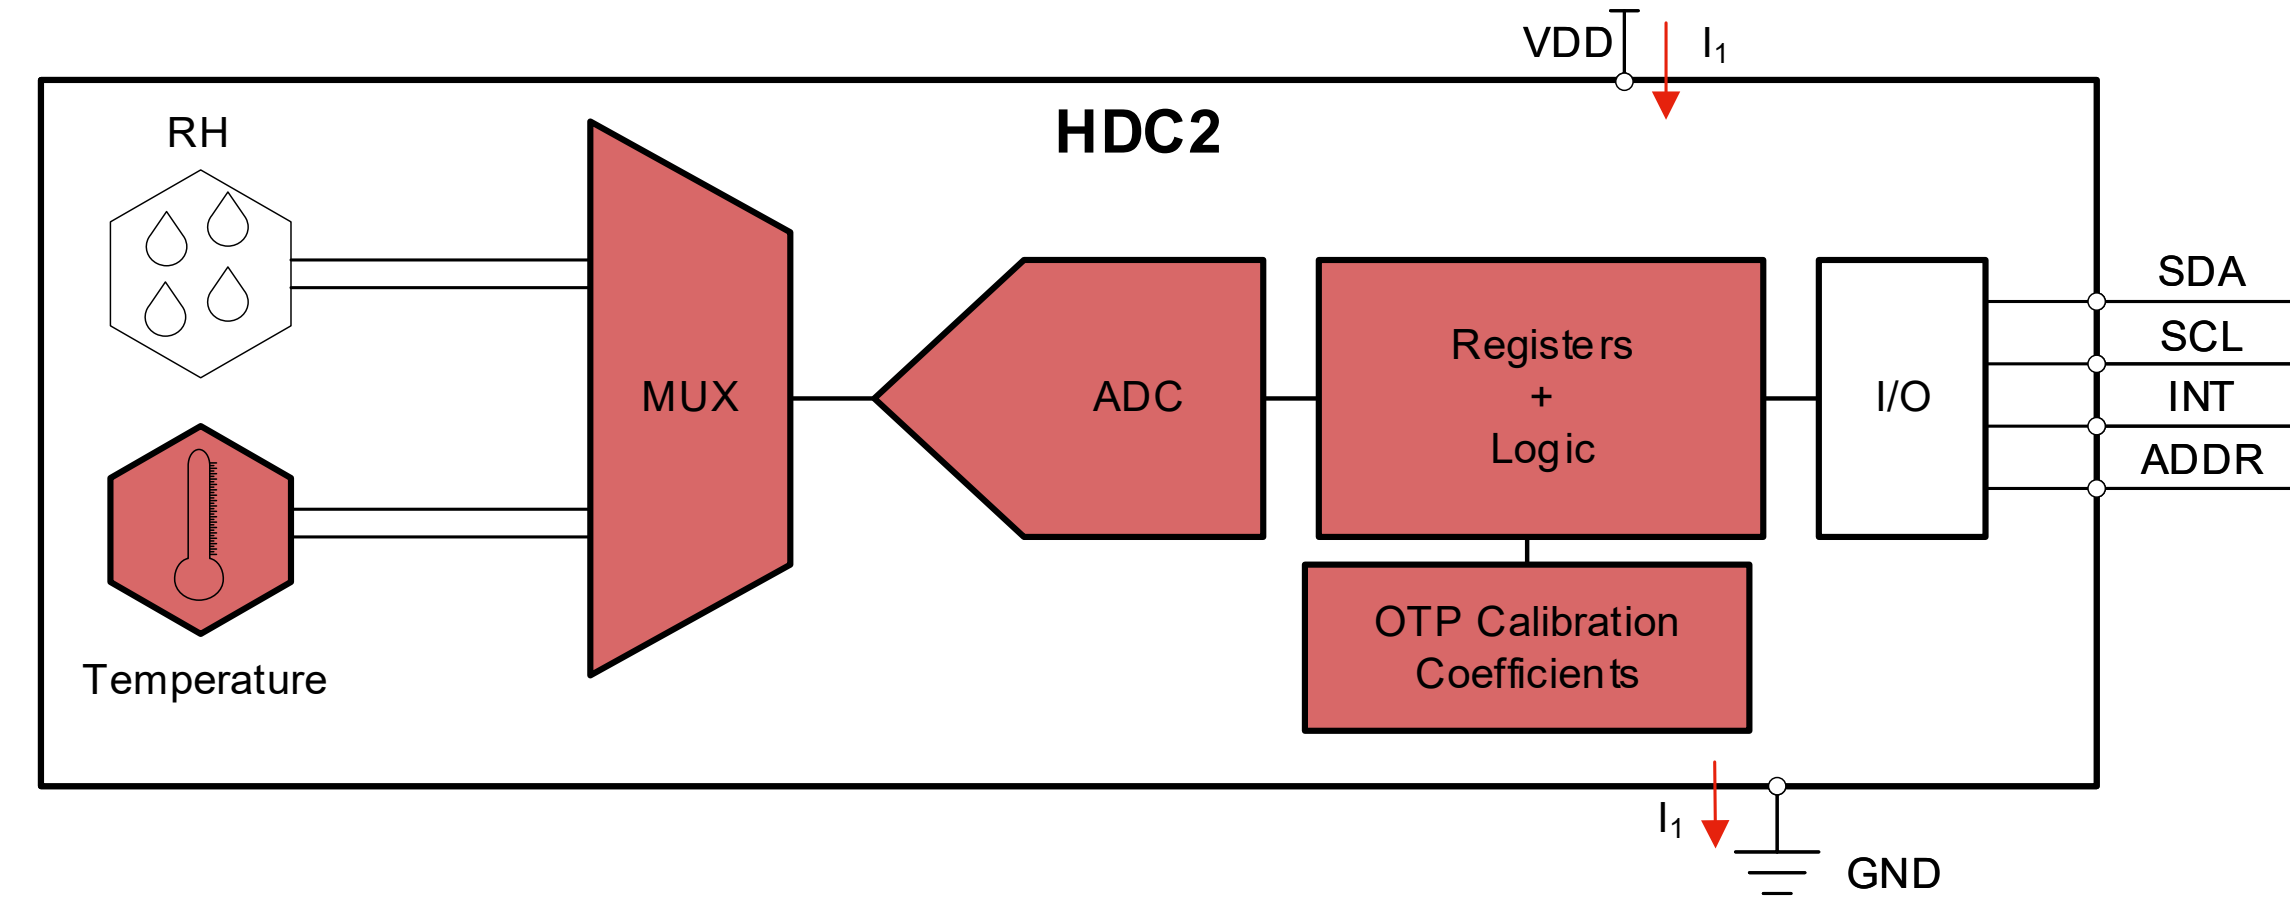 VDD
I₁
HDC2
RH
MUX
ADC
Registers
+
Logic
I/O
SDA
SCL
INT
ADDR
OTP Calibration
Coefficients
Temperature
I₁
GND